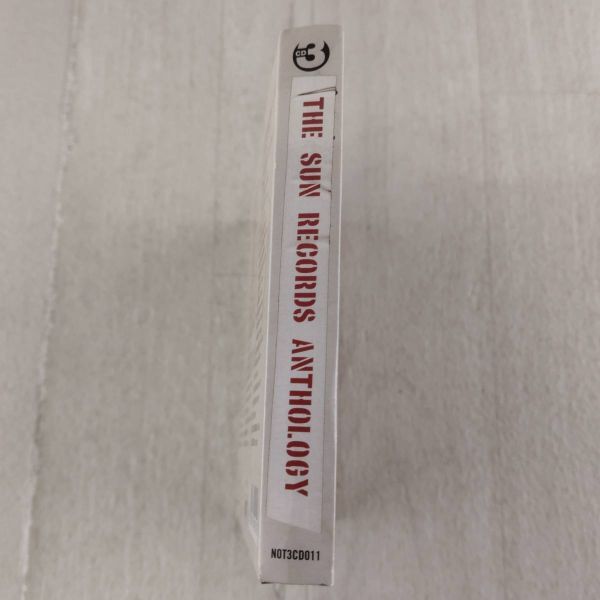 3
CD
THE SUN RECORDS ANTHOLOGY
NOT3CD011